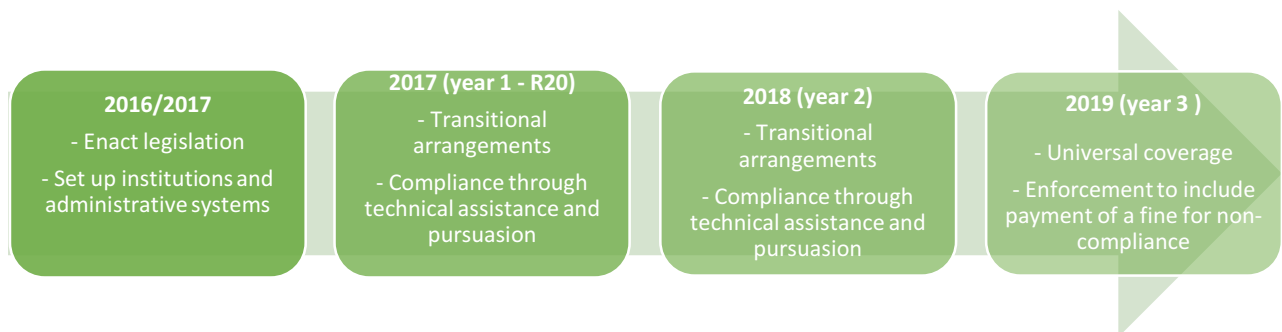 2016/2017
- Enact legislation
- Set up institutions and
administrative systems
2017 (year 1 - R20)
- Transitional
arrangements
- Compliance through
technical assistance and
pursuasion
2018 (year 2)
- Transitional
arrangements
- Compliance through
technical assistance and
pursuasion
2019 (year 3 )
- Universal coverage
- Enforcement to include
payment of a fine for non-
compliance